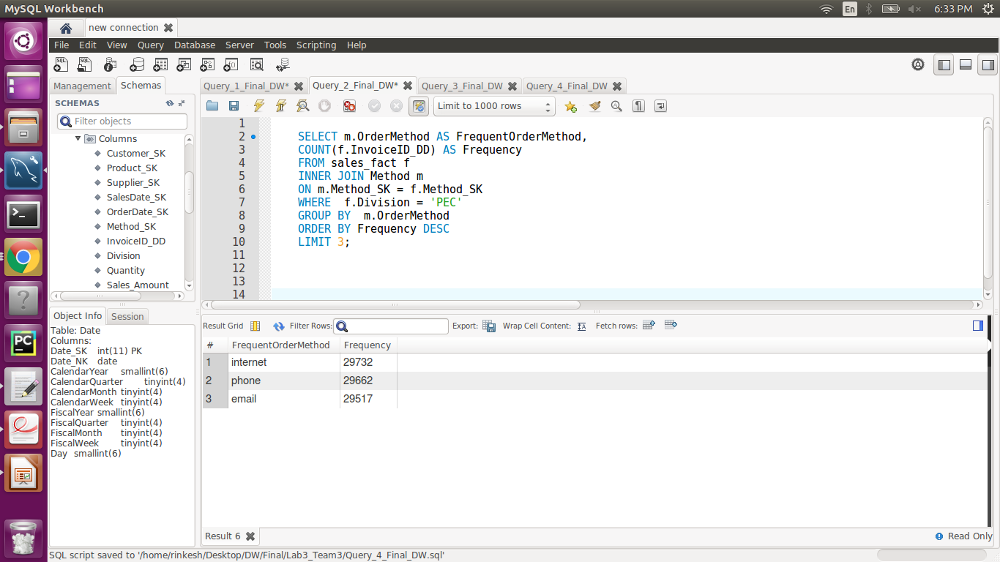 MySQL Workbench
En
6:33 PM
new connection
File Edit View Query Database Server Tools Scripting Help
Management Schemas
SCHEMAS
Filter objects
Columns
Customer_SK
Product_SK
Supplier_SK
SalesDate_SK
OrderDate_SK
Method_SK
InvoiceID_DD
Division
Quantity
Sales_Amount
Object Info Session
Table: Date
Columns:
Date_SK int(11) PK
Date_NK date
CalendarYear smallint(6)
CalendarQuarter tinyint(4)
CalendarMonth tinyint(4)
CalendarWeek tinyint(4)
FiscalYear smallint(6)
FiscalQuarter tinyint(4)
FiscalMonth tinyint(4)
FiscalWeek tinyint(4)
Day smallint(6)
Query_1_Final_DW* Query_2_Final_DW* Query_3_Final_DW Query_4_Final_DW
Limit to 1000 rows
1
2 SELECT m.OrderMethod AS FrequentOrderMethod,
3 COUNT(f.InvoiceID_DD) AS Frequency
4 FROM sales_fact f
5 INNER JOIN Method m
6 ON m.Method_SK = f.Method_SK
7 WHERE f.Division = 'PEC'
8 GROUP BY m.OrderMethod
9 ORDER BY Frequency DESC
10 LIMIT 3;
11
12
13
14
Result Grid Filter Rows: Export: Wrap Cell Content: Fetch rows:
# FrequentOrderMethod Frequency
1 internet 29732
2 phone 29662
3 email 29517
Result 6 Read Only
SQL script saved to '/home/rinkesh/Desktop/DW/Final/Lab3_Team3/Query_4_Final_DW.sql'
PC